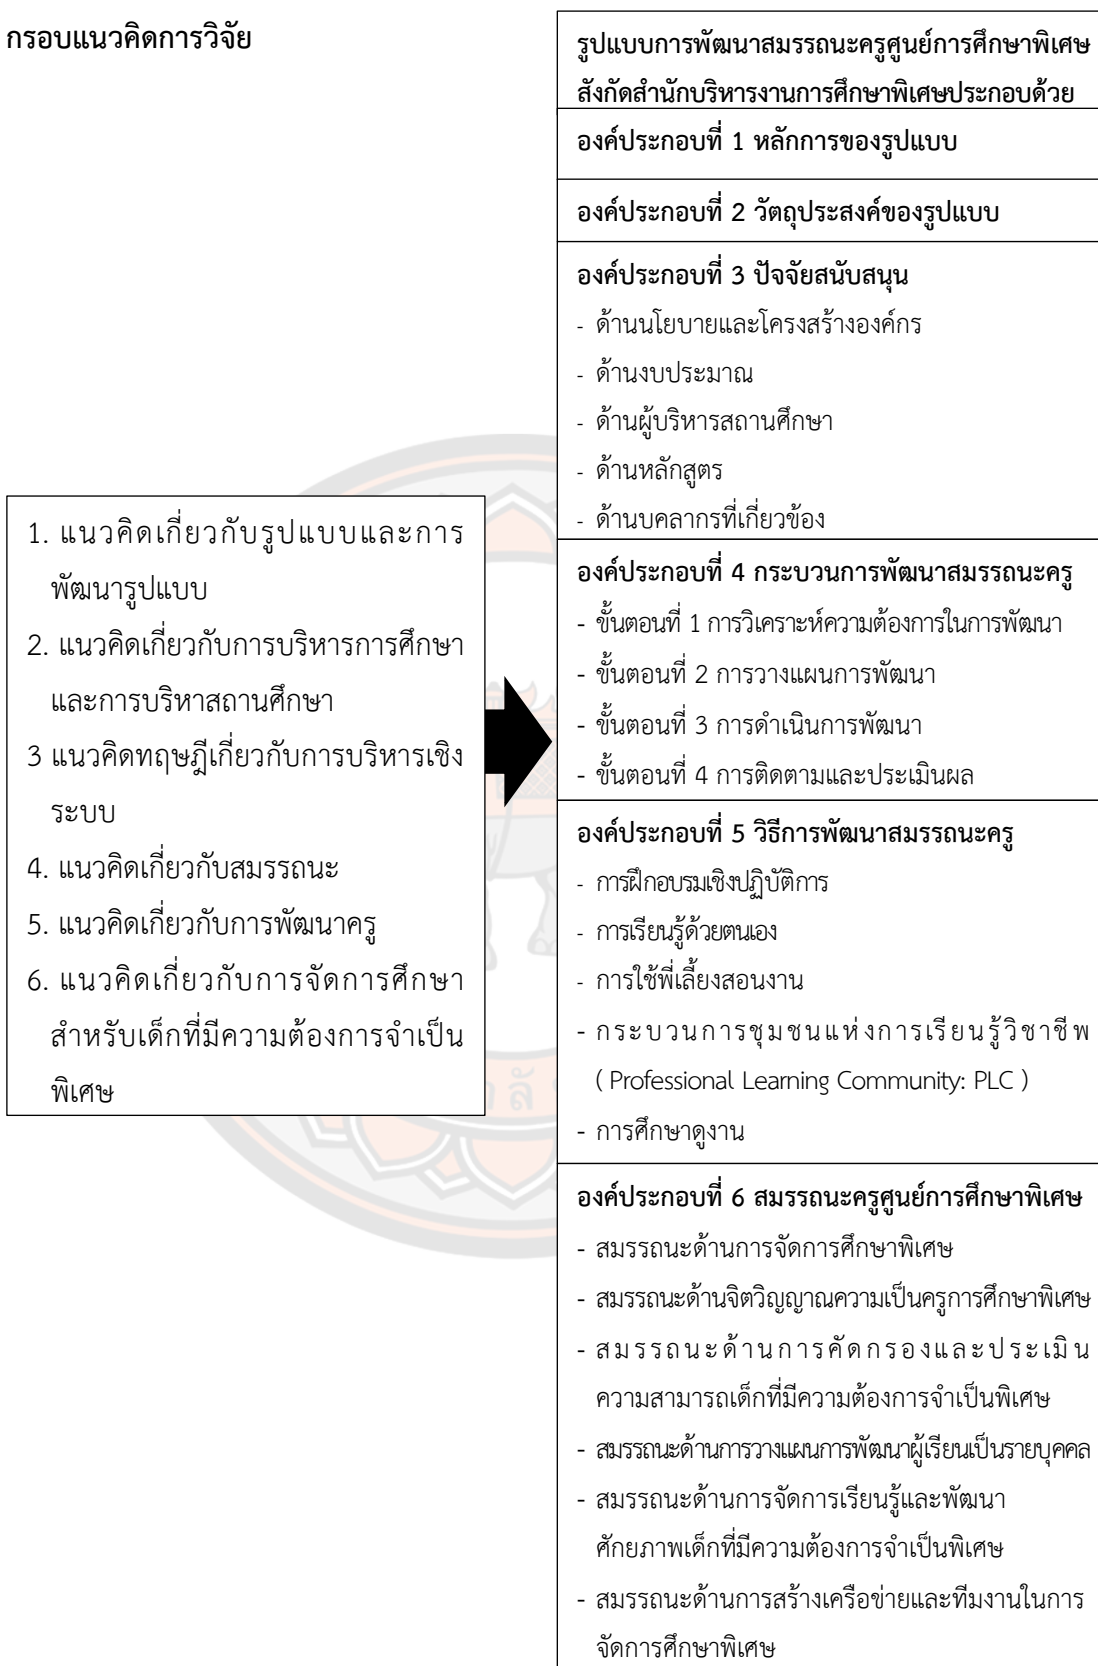 กรอบแนวคิดการวิจัย
1. แนวคิดเกี่ยวกับรูปแบบและการ
พัฒนารูปแบบ
2. แนวคิดเกี่ยวกับการบริหารการศึกษา
และการบริหาสถานศึกษา
3 แนวคิดทฤษฎีเกี่ยวกับการบริหารเชิง
ระบบ
4. แนวคิดเกี่ยวกับสมรรถนะ
5. แนวคิดเกี่ยวกับการพัฒนาครู
6. แนวคิดเกี่ยวกับการจัดการศึกษา
สำหรับเด็กที่มีความต้องการจำเป็น
พิเศษ
รูปแบบการพัฒนาสมรรถนะครูศูนย์การศึกษาพิเศษ
สังกัดสำนักบริหารงานการศึกษาพิเศษประกอบด้วย
องค์ประกอบที่ 1 หลักการของรูปแบบ
องค์ประกอบที่ 2 วัตถุประสงค์ของรูปแบบ
องค์ประกอบที่ 3 ปัจจัยสนับสนุน
- ด้านนโยบายและโครงสร้างองค์กร
- ด้านงบประมาณ
- ด้านผู้บริหารสถานศึกษา
- ด้านหลักสูตร
- ด้านบคลากรที่เกี่ยวข้อง
องค์ประกอบที่ 4 กระบวนการพัฒนาสมรรถนะครู
- ขั้นตอนที่ 1 การวิเคราะห์ความต้องการในการพัฒนา
- ขั้นตอนที่ 2 การวางแผนการพัฒนา
- ขั้นตอนที่ 3 การดำเนินการพัฒนา
- ขั้นตอนที่ 4 การติดตามและประเมินผล
องค์ประกอบที่ 5 วิธีการพัฒนาสมรรถนะครู
- การฝึกอบรมเชิงปฏิบัติการ
- การเรียนรู้ด้วยตนเอง
- การใช้พี่เลี้ยงสอนงาน
- กระบวนการชุมชนแห่งการเรียนรู้วิชาชีพ
( Professional Learning Community: PLC )
- การศึกษาดูงาน
องค์ประกอบที่ 6 สมรรถนะครูศูนย์การศึกษาพิเศษ
- สมรรถนะด้านการจัดการศึกษาพิเศษ
- สมรรถนะด้านจิตวิญญาณความเป็นครูการศึกษาพิเศษ
- สมรรถนะด้านการคัดกรองและประเมิน
ความสามารถเด็กที่มีความต้องการจำเป็นพิเศษ
- สมรรถนะด้านการวางแผนการพัฒนาผู้เรียนเป็นรายบุคคล
- สมรรถนะด้านการจัดการเรียนรู้และพัฒนา
ศักยภาพเด็กที่มีความต้องการจำเป็นพิเศษ
- สมรรถนะด้านการสร้างเครือข่ายและทีมงานในการ
จัดการศึกษาพิเศษ